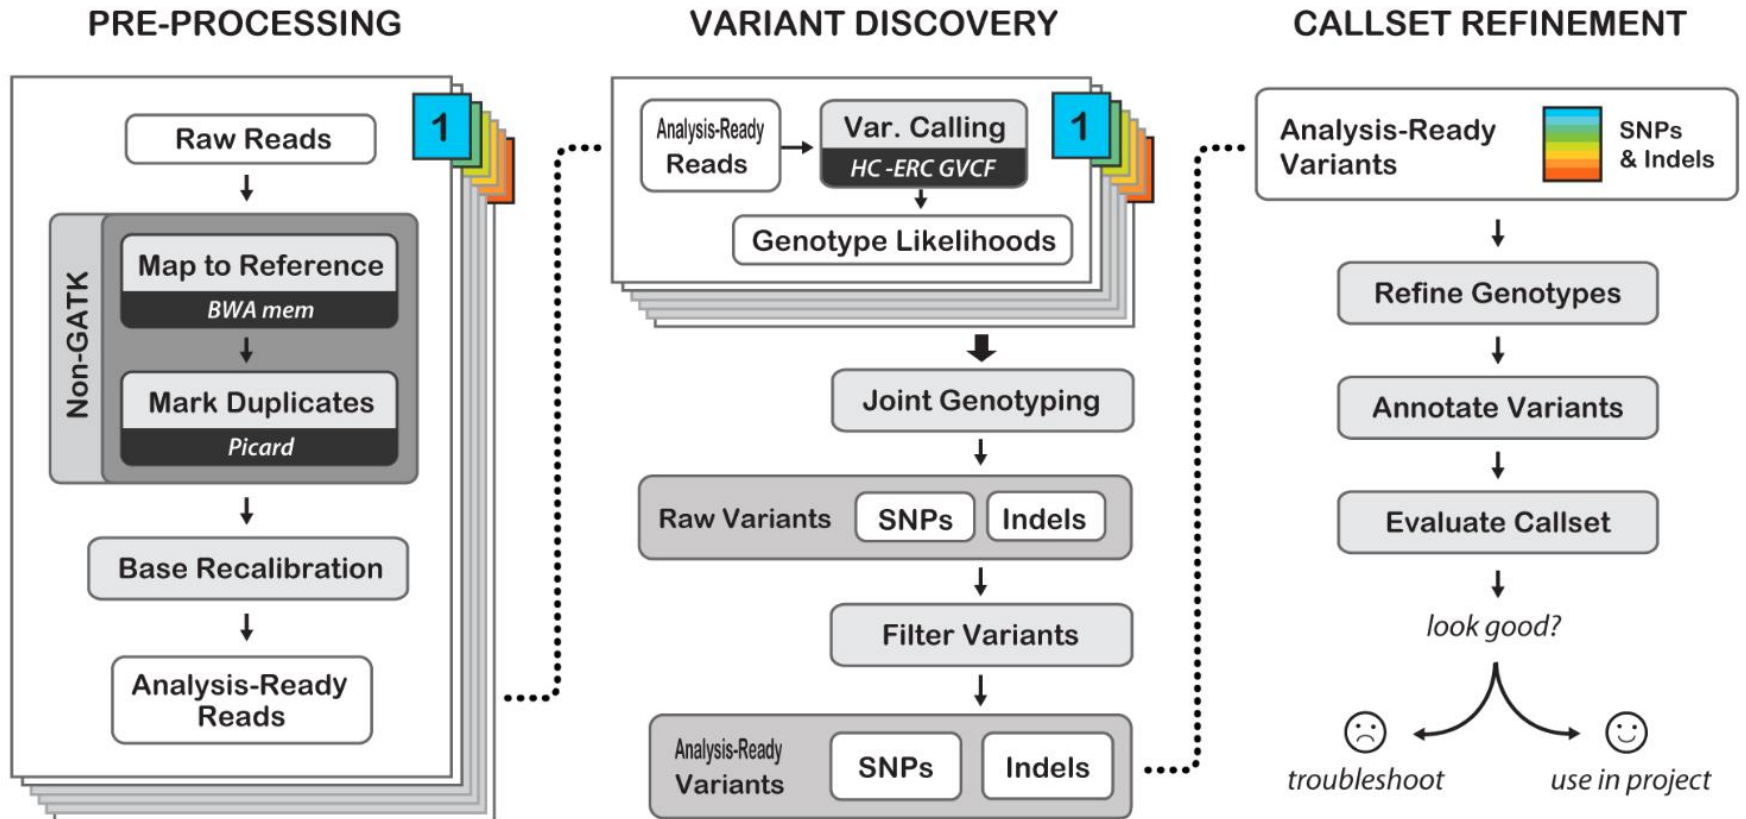 PRE-PROCESSING
1
Raw Reads
Non-GATK
Map to Reference
BWA mem
Mark Duplicates
Picard
Base Recalibration
Analysis-Ready
Reads
VARIANT DISCOVERY
1
Analysis-Ready
Reads
Var. Calling
HC -ERC GVCF
Genotype Likelihoods
Joint Genotyping
Raw Variants
SNPs
Indels
Filter Variants
Analysis-Ready
Variants
SNPs
Indels
CALLSET REFINEMENT
Analysis-Ready
Variants
SNPs
& Indels
Refine Genotypes
Annotate Variants
Evaluate Callset
look good?
troubleshoot
use in project